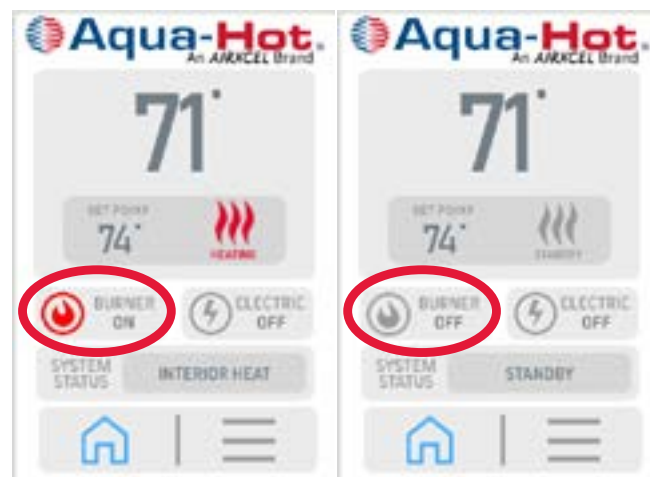 Aqua-Hot.
An AIRXCEL Brand
71°
SET POINT
74°
HEATING
BURNER
ON
ELECTRIC
OFF
SYSTEM
STATUS
INTERIOR HEAT
Aqua-Hot.
An AIRXCEL Brand
71°
SET POINT
74°
STANDBY
BURNER
OFF
ELECTRIC
OFF
SYSTEM
STATUS
STANDBY